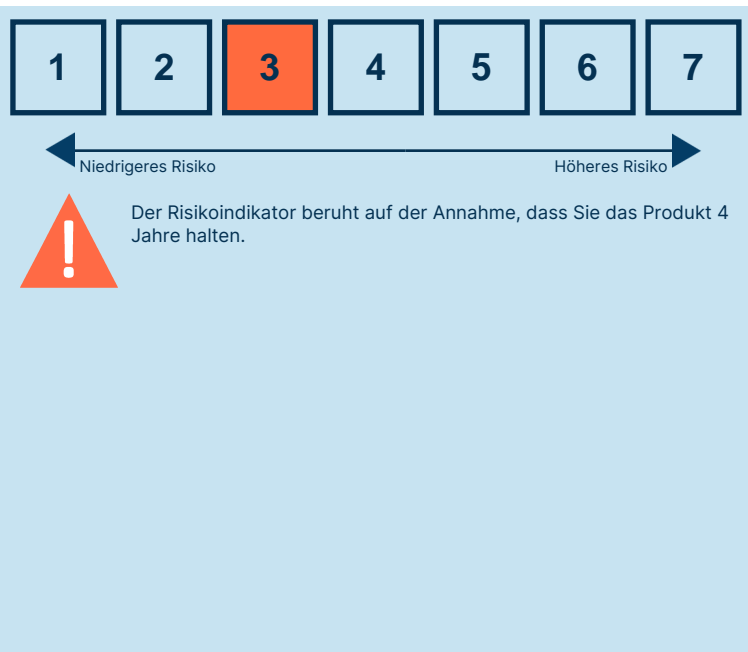 1 2 3 4 5 6 7
Niedrigeres Risiko Höheres Risiko
!
Der Risikoindikator beruht auf der Annahme, dass Sie das Produkt 4
Jahre halten.